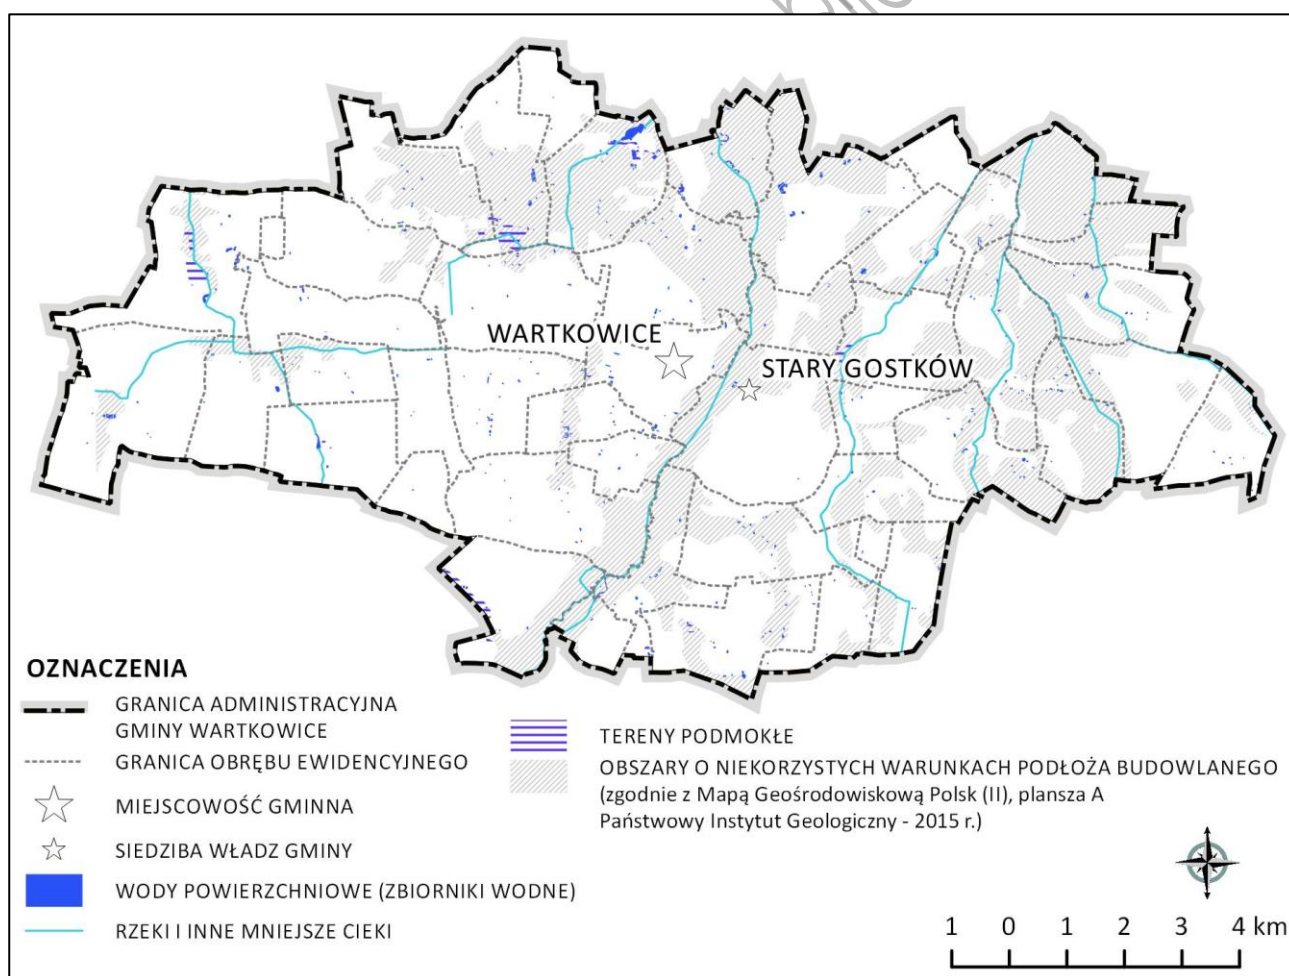 WARTKOWICE
STARY GOSTKÓW
OZNACZENIA
GRANICA ADMINISTRACYJNA
GMINY WARTKOWICE
GRANICA OBRĘBU EWIDENCYJNEGO
MIEJSCOWOŚĆ GMINNA
SIEDZIBA WŁADZ GMINY
WODY POWIERZCHNIOWE (ZBIORNIKI WODNE)
RZEKI I INNE MNIEJSZE CIEKI
TERENY PODMOKŁE
OBSZARY O NIEKORZYSTYCH WARUNKACH PODŁOŻA BUDOWLANEGO
(zgodnie z Mapą Geośrodowiskową Polsk (II), plansza A
Państwowy Instytut Geologiczny - 2015 r.)
1 0 1 2 3 4 km